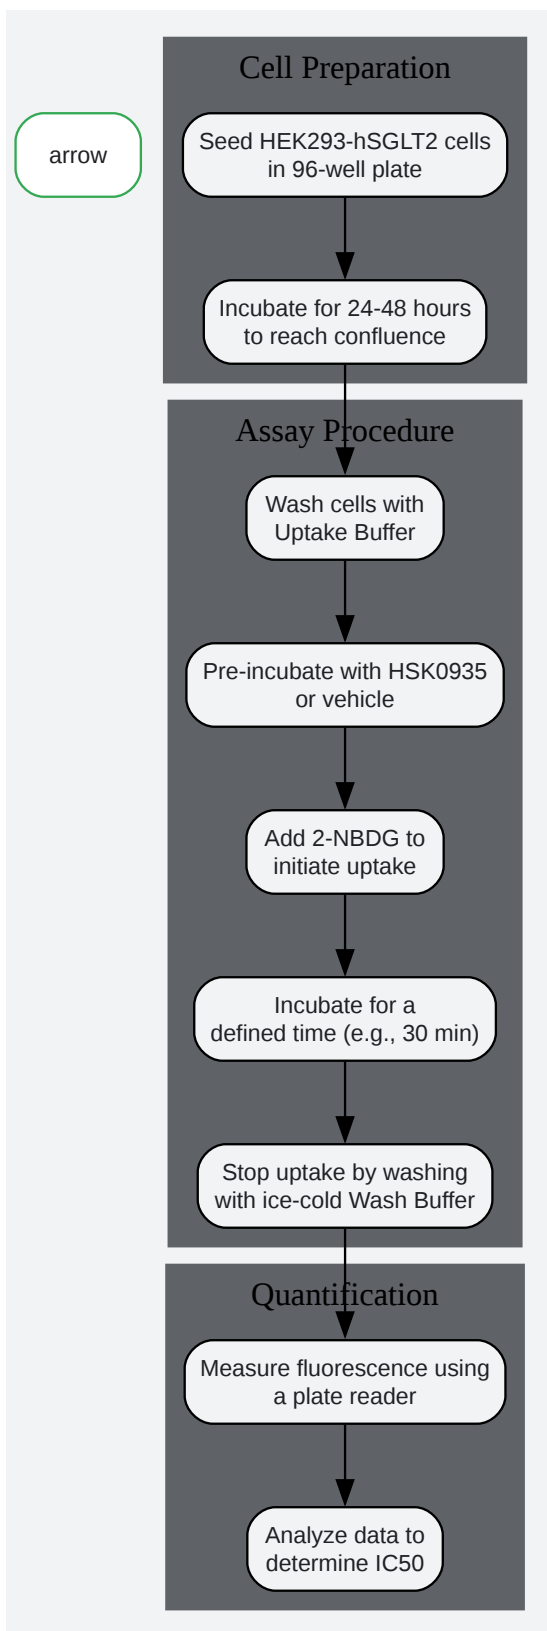 Cell Preparation
arrow
Seed HEK293-hSGLT2 cells
in 96-well plate
Incubate for 24-48 hours
to reach confluence
Assay Procedure
Wash cells with
Uptake Buffer
Pre-incubate with HSK0935
or vehicle
Add 2-NBDG to
initiate uptake
Incubate for a
defined time (e.g., 30 min)
Stop uptake by washing
with ice-cold Wash Buffer
Quantification
Measure fluorescence using
a plate reader
Analyze data to
determine IC50